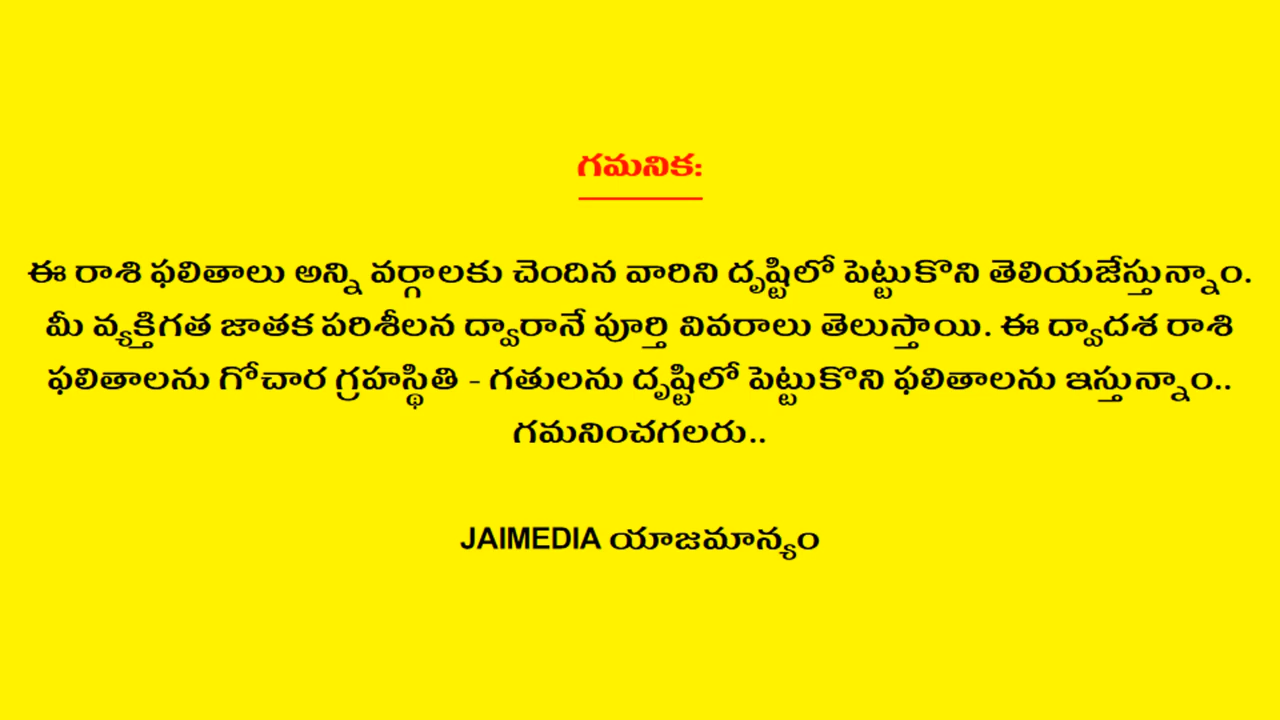 గమనిక:
ఈ రాశి ఫలితాలు అన్ని వర్గాలకు చెందిన వారిని దృష్టిలో పెట్టుకొని తెలియజేస్తున్నాం.
మీ వ్యక్తిగత జాతక పరిశీలన ద్వారానే పూర్తి వివరాలు తెలుస్తాయి. ఈ ద్వాదశ రాశి
ఫలితాలను గోచార గ్రహస్థితి - గతులను దృష్టిలో పెట్టుకొని ఫలితాలను ఇస్తున్నాం..
గమనించగలరు..
JAIMEDIA యాజమాన్యం